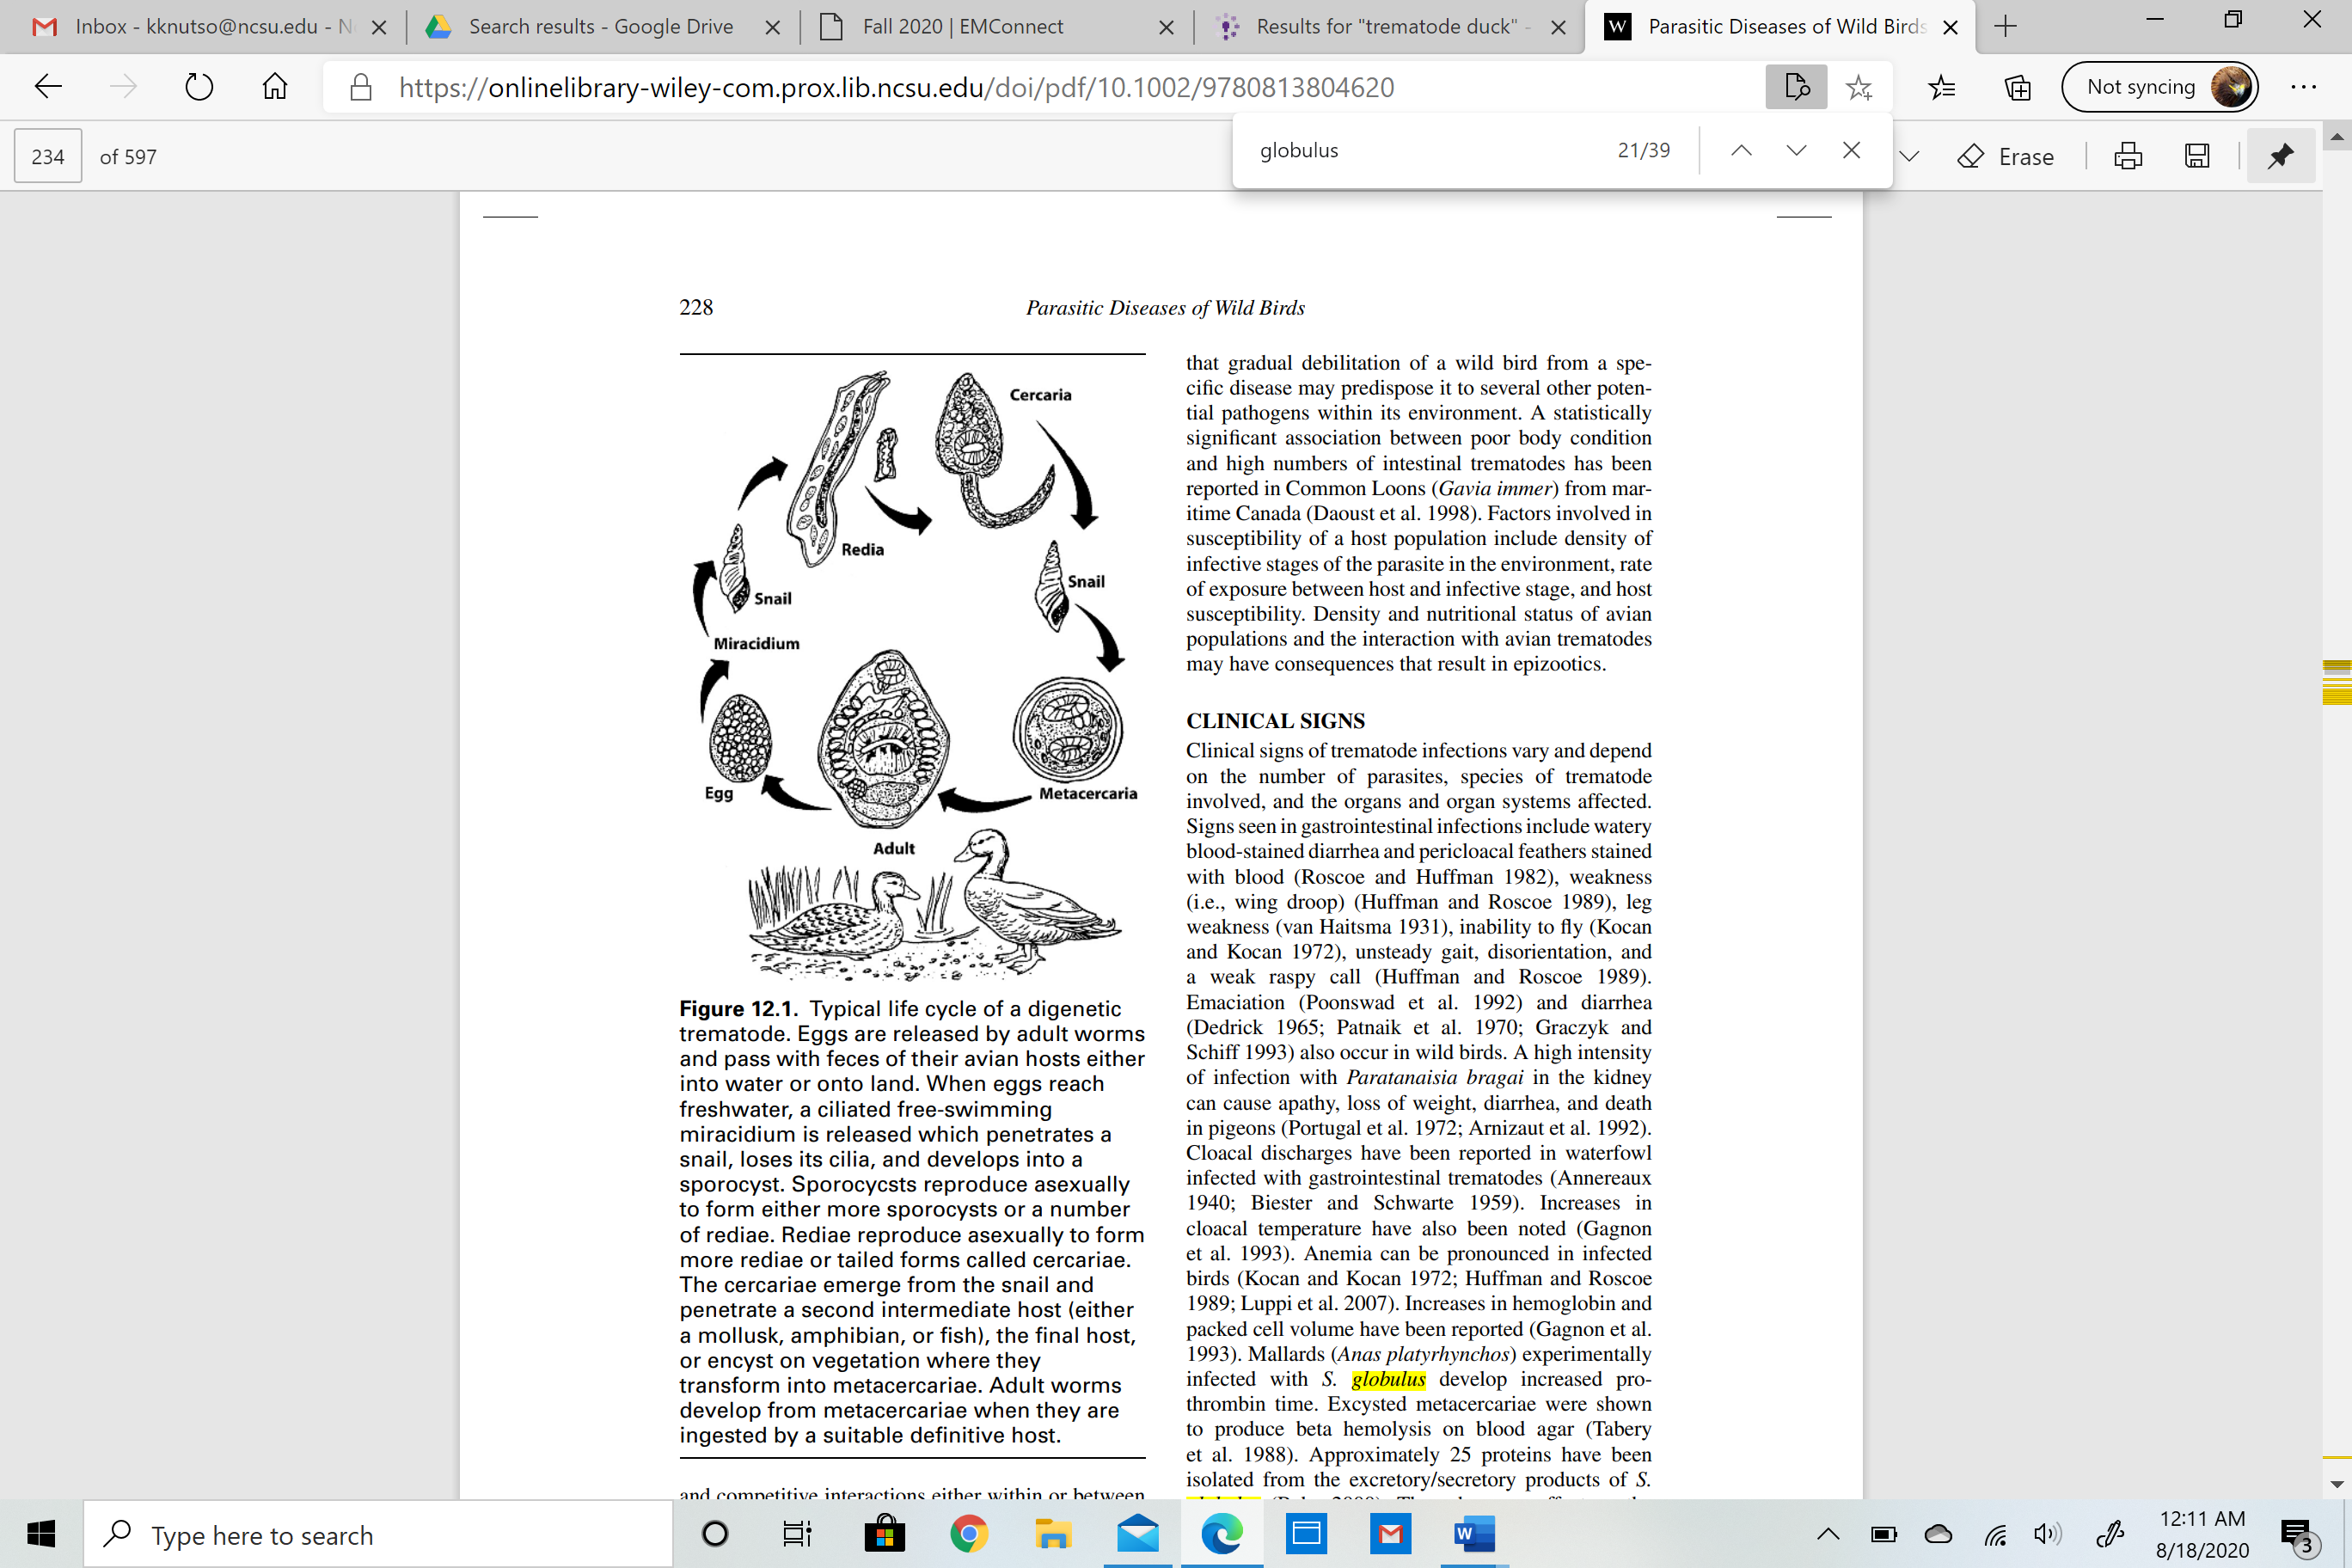 Inbox - kknutso@ncsu.edu - N
Search results - Google Drive
Fall 2020 | EMConnect
Results for "trematode duck" -
W
Parasitic Diseases of Wild Birds
https://onlinelibrary-wiley-com.prox.lib.ncsu.edu/doi/pdf/10.1002/9780813804620
Not syncing
234 of 597
globulus 21/39
Erase
228
Parasitic Diseases of Wild Birds
Cercaria
Redia
Snail
Snail
Miracidium
Egg
Metacercaria
Adult
Figure 12.1. Typical life cycle of a digenetic
trematode. Eggs are released by adult worms
and pass with feces of their avian hosts either
into water or onto land. When eggs reach
freshwater, a ciliated free-swimming
miracidium is released which penetrates a
snail, loses its cilia, and develops into a
sporocyst. Sporocycsts reproduce asexually
to form either more sporocysts or a number
of rediae. Rediae reproduce asexually to form
more rediae or tailed forms called cercariae.
The cercariae emerge from the snail and
penetrate a second intermediate host (either
a mollusk, amphibian, or fish), the final host,
or encyst on vegetation where they
transform into metacercariae. Adult worms
develop from metacercariae when they are
ingested by a suitable definitive host.
and competitive interactions either within or between
that gradual debilitation of a wild bird from a spe-
cific disease may predispose it to several other poten-
tial pathogens within its environment. A statistically
significant association between poor body condition
and high numbers of intestinal trematodes has been
reported in Common Loons (Gavia immer) from mar-
itime Canada (Daoust et al. 1998). Factors involved in
susceptibility of a host population include density of
infective stages of the parasite in the environment, rate
of exposure between host and infective stage, and host
susceptibility. Density and nutritional status of avian
populations and the interaction with avian trematodes
may have consequences that result in epizootics.
CLINICAL SIGNS
Clinical signs of trematode infections vary and depend
on the number of parasites, species of trematode
involved, and the organs and organ systems affected.
Signs seen in gastrointestinal infections include watery
blood-stained diarrhea and pericloacal feathers stained
with blood (Roscoe and Huffman 1982), weakness
(i.e., wing droop) (Huffman and Roscoe 1989), leg
weakness (van Haitsma 1931), inability to fly (Kocan
and Kocan 1972), unsteady gait, disorientation, and
a weak raspy call (Huffman and Roscoe 1989).
Emaciation (Poonswad et al. 1992) and diarrhea
(Dedrick 1965; Patnaik et al. 1970; Graczyk and
Schiff 1993) also occur in wild birds. A high intensity
of infection with Paratanaisia bragai in the kidney
can cause apathy, loss of weight, diarrhea, and death
in pigeons (Portugal et al. 1972; Arnizaut et al. 1992).
Cloacal discharges have been reported in waterfowl
infected with gastrointestinal trematodes (Annereaux
1940; Biester and Schwarte 1959). Increases in
cloacal temperature have also been noted (Gagnon
et al. 1993). Anemia can be pronounced in infected
birds (Kocan and Kocan 1972; Huffman and Roscoe
1989; Luppi et al. 2007). Increases in hemoglobin and
packed cell volume have been reported (Gagnon et al.
1993). Mallards (Anas platyrhynchos) experimentally
infected with S. globulus develop increased pro-
thrombin time. Excysted metacercariae were shown
to produce beta hemolysis on blood agar (Tabery
et al. 1988). Approximately 25 proteins have been
isolated from the excretory/secretory products of S.
Type here to search
W
12:11 AM
8/18/2020
3